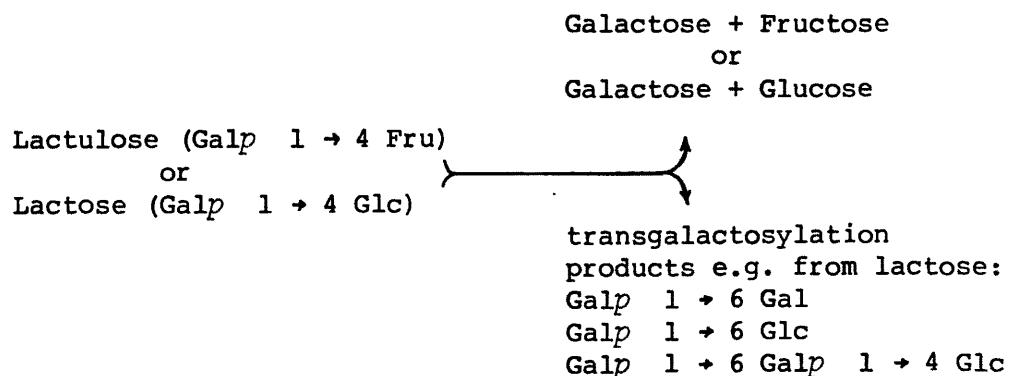 Galactose + Fructose
or
Galactose + Glucose
Lactulose (Galp 1 → 4 Fru)
or
Lactose (Galp 1 → 4 Glc)
transgalactosylation
products e.g. from lactose:
Galp 1 → 6 Gal
Galp 1 → 6 Glc
Galp 1 → 6 Galp 1 → 4 Glc